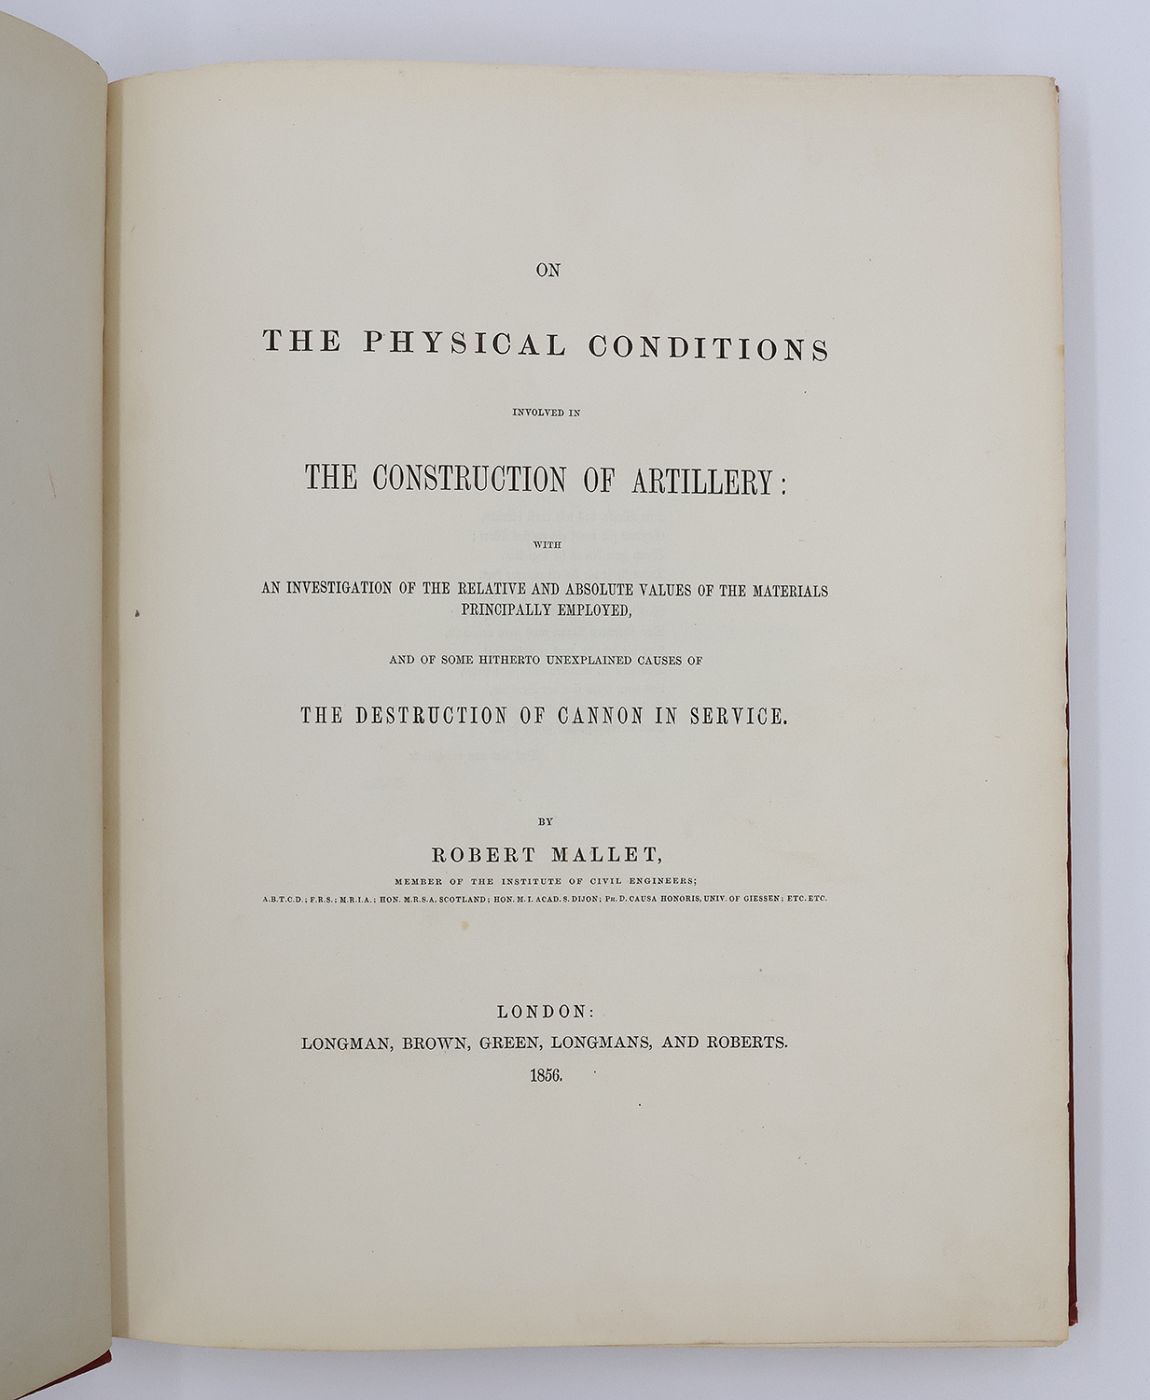 ON
THE PHYSICAL CONDITIONS
INVOLVED IN
THE CONSTRUCTION OF ARTILLERY:
WITH
AN INVESTIGATION OF THE RELATIVE AND ABSOLUTE VALUES OF THE MATERIALS
PRINCIPALLY EMPLOYED,
AND OF SOME HITHERTO UNEXPLAINED CAUSES OF
THE DESTRUCTION OF CANNON IN SERVICE.
BY
ROBERT MALLET,
MEMBER OF THE INSTITUTE OF CIVIL ENGINEERS;
A.B.T.C.D.; F.R.S.; M.R.I.A.; HON. M.R.S.A. SCOTLAND; HON. M.I. ACAD. S. DIJON; PH. D. CAUSA HONORIS, UNIV. OF GIESSEN; ETC. ETC.
LONDON:
LONGMAN, BROWN, GREEN, LONGMANS, AND ROBERTS.
1856.